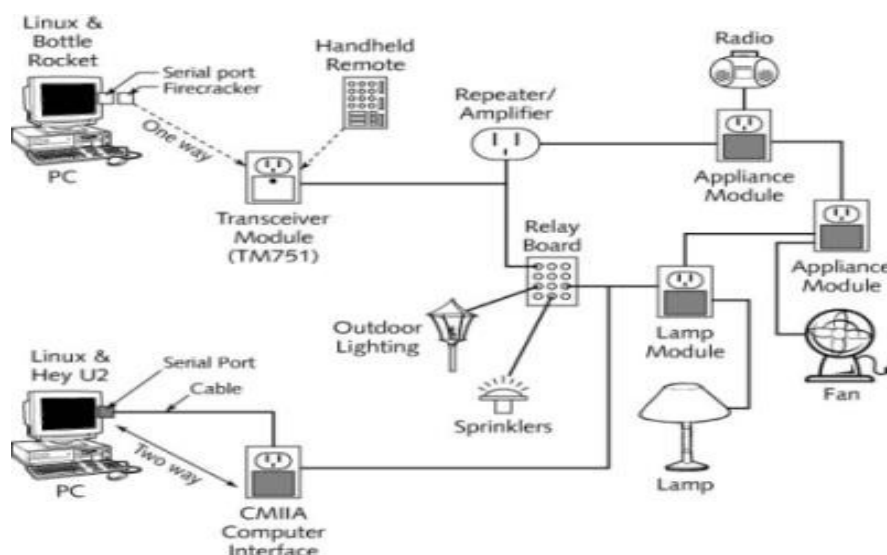 Linux &
Bottle
Rocket
Serial port
Firecracker
One way
PC
Handheld
Remote
Transceiver
Module
(TM751)
Repeater/
Amplifier
Radio
Appliance
Module
Appliance
Module
Relay
Board
Outdoor
Lighting
Sprinklers
Lamp
Module
Fan
Lamp
Linux &
Hey U2
Serial Port
Cable
Two way
PC
CMIIA
Computer
Interface